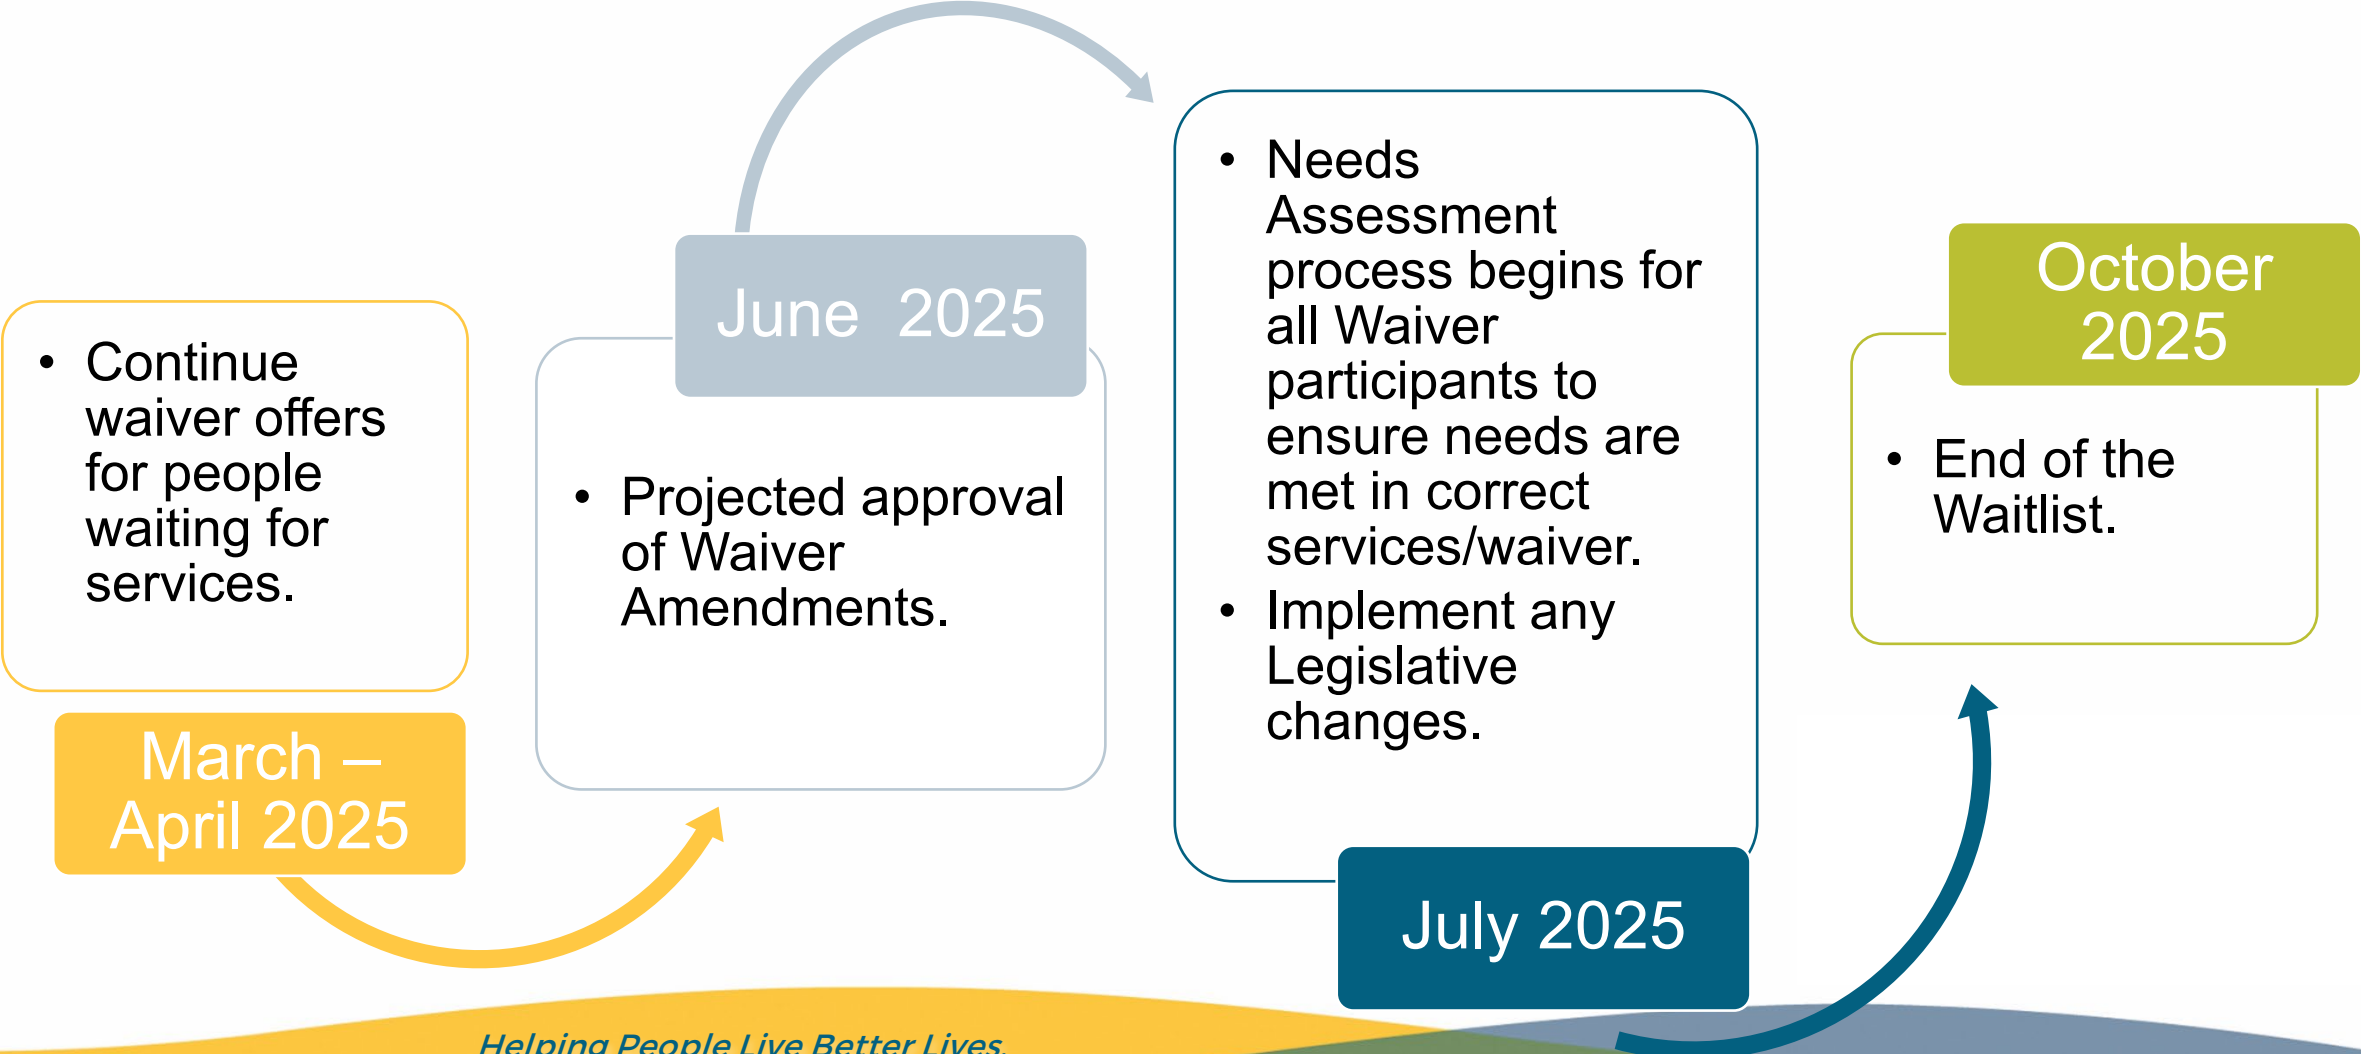 • Continue
waiver offers
for people
waiting for
services.
March –
April 2025
June  2025
• Projected approval
of Waiver
Amendments.
• Needs
Assessment
process begins for
all Waiver
participants to
ensure needs are
met in correct
services/waiver.
• Implement any
Legislative
changes.
July 2025
October
2025
• End of the
Waitlist.
Helping People Live Better Lives.